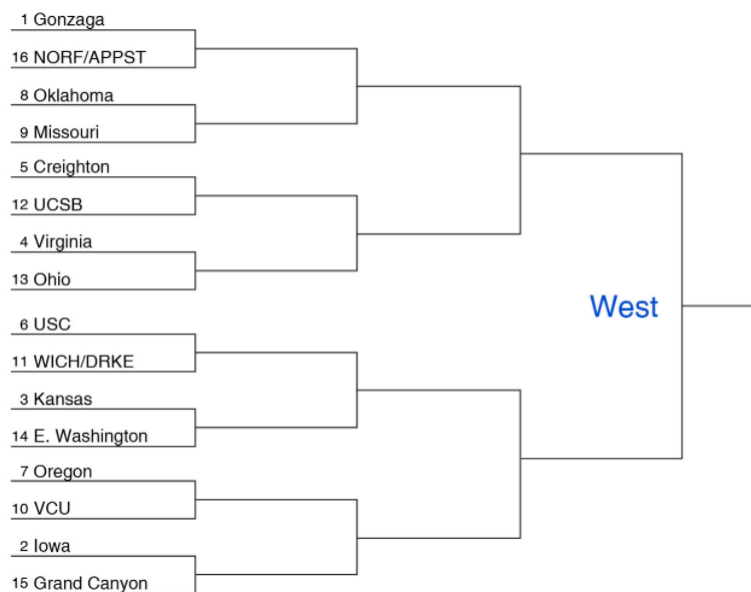 1 Gonzaga
16 NORF/APPST
8 Oklahoma
9 Missouri
5 Creighton
12 UCSB
4 Virginia
13 Ohio
West
6 USC
11 WICH/DRKE
3 Kansas
14 E. Washington
7 Oregon
10 VCU
2 Iowa
15 Grand Canyon